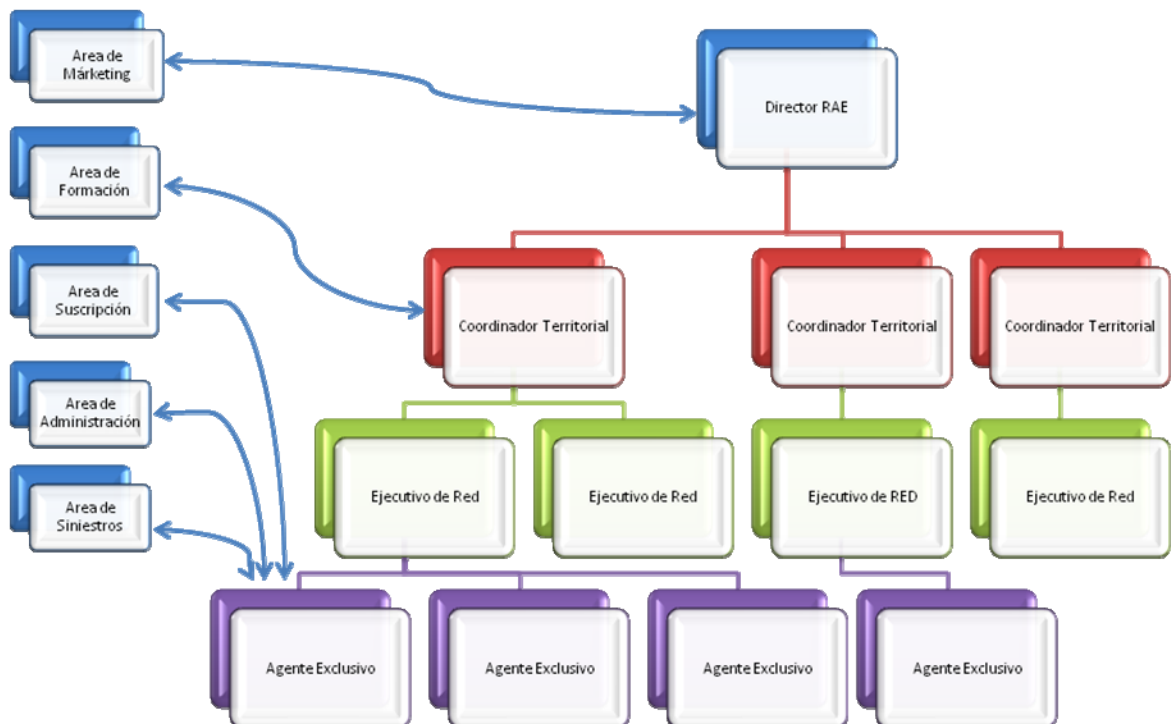 Area de
Márketing
Director RAE
Area de
Formación
Area de
Suscripción
Coordinador Territorial
Coordinador Territorial
Coordinador Territorial
Area de
Administración
Area de
Siniestros
Ejecutivo de Red
Ejecutivo de Red
Ejecutivo de RED
Ejecutivo de Red
Agente Exclusivo
Agente Exclusivo
Agente Exclusivo
Agente Exclusivo